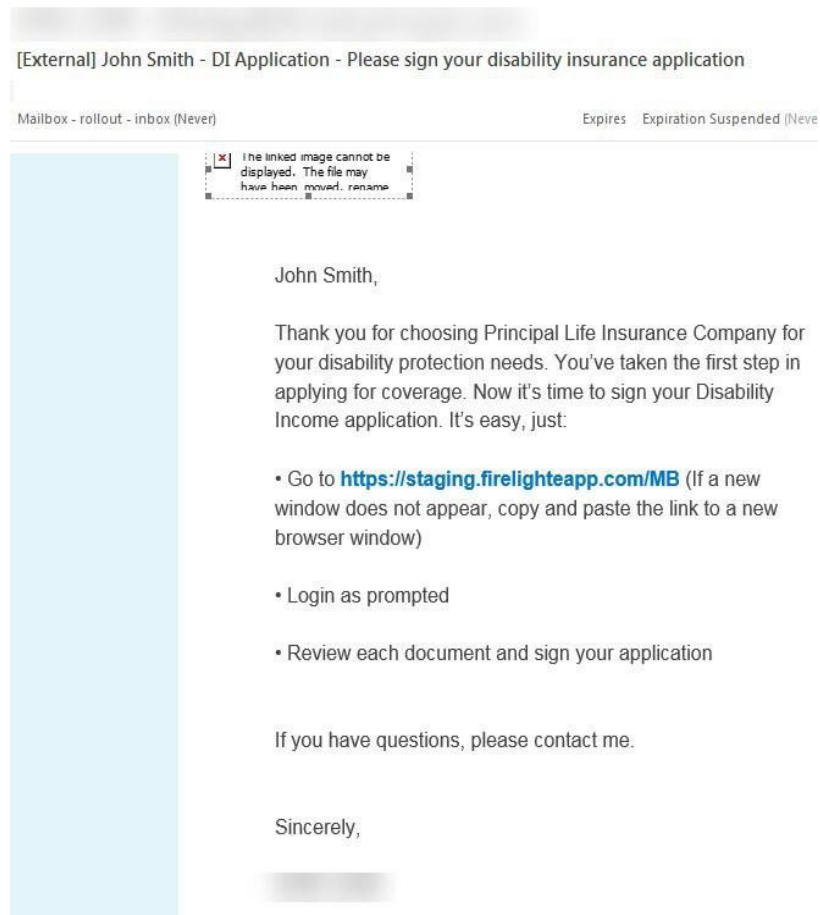 [External] John Smith - DI Application - Please sign your disability insurance application
Mailbox - rollout - inbox (Never)
Expires Expiration Suspended (Neve
The linked image cannot be
displayed. The file may
have been moved, rename
John Smith,
Thank you for choosing Principal Life Insurance Company for
your disability protection needs. You've taken the first step in
applying for coverage. Now it's time to sign your Disability
Income application. It's easy, just:
• Go to https://staging.firelighteapp.com/MB (If a new
window does not appear, copy and paste the link to a new
browser window)
• Login as prompted
• Review each document and sign your application
If you have questions, please contact me.
Sincerely,